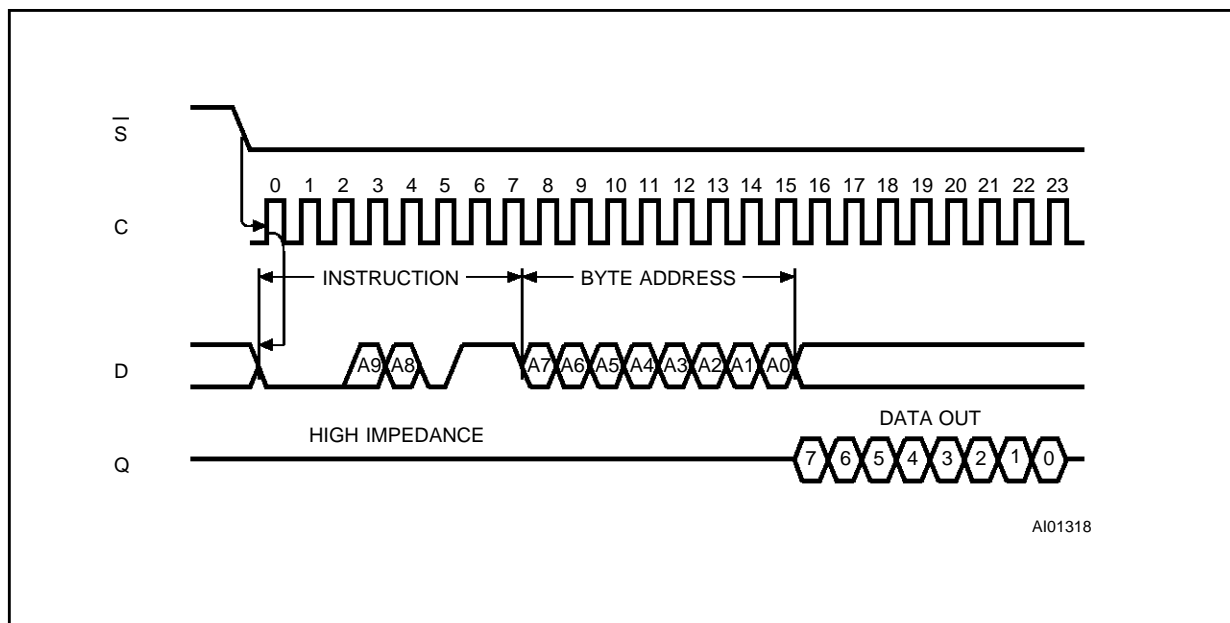 S
0 1 2 3 4 5 6 7 8 9 10 11 12 13 14 15 16 17 18 19 20 21 22 23
C
INSTRUCTION BYTE ADDRESS
D A9 A8 A7 A6 A5 A4 A3 A2 A1 A0
HIGH IMPEDANCE DATA OUT
Q 7 6 5 4 3 2 1 0
AI01318